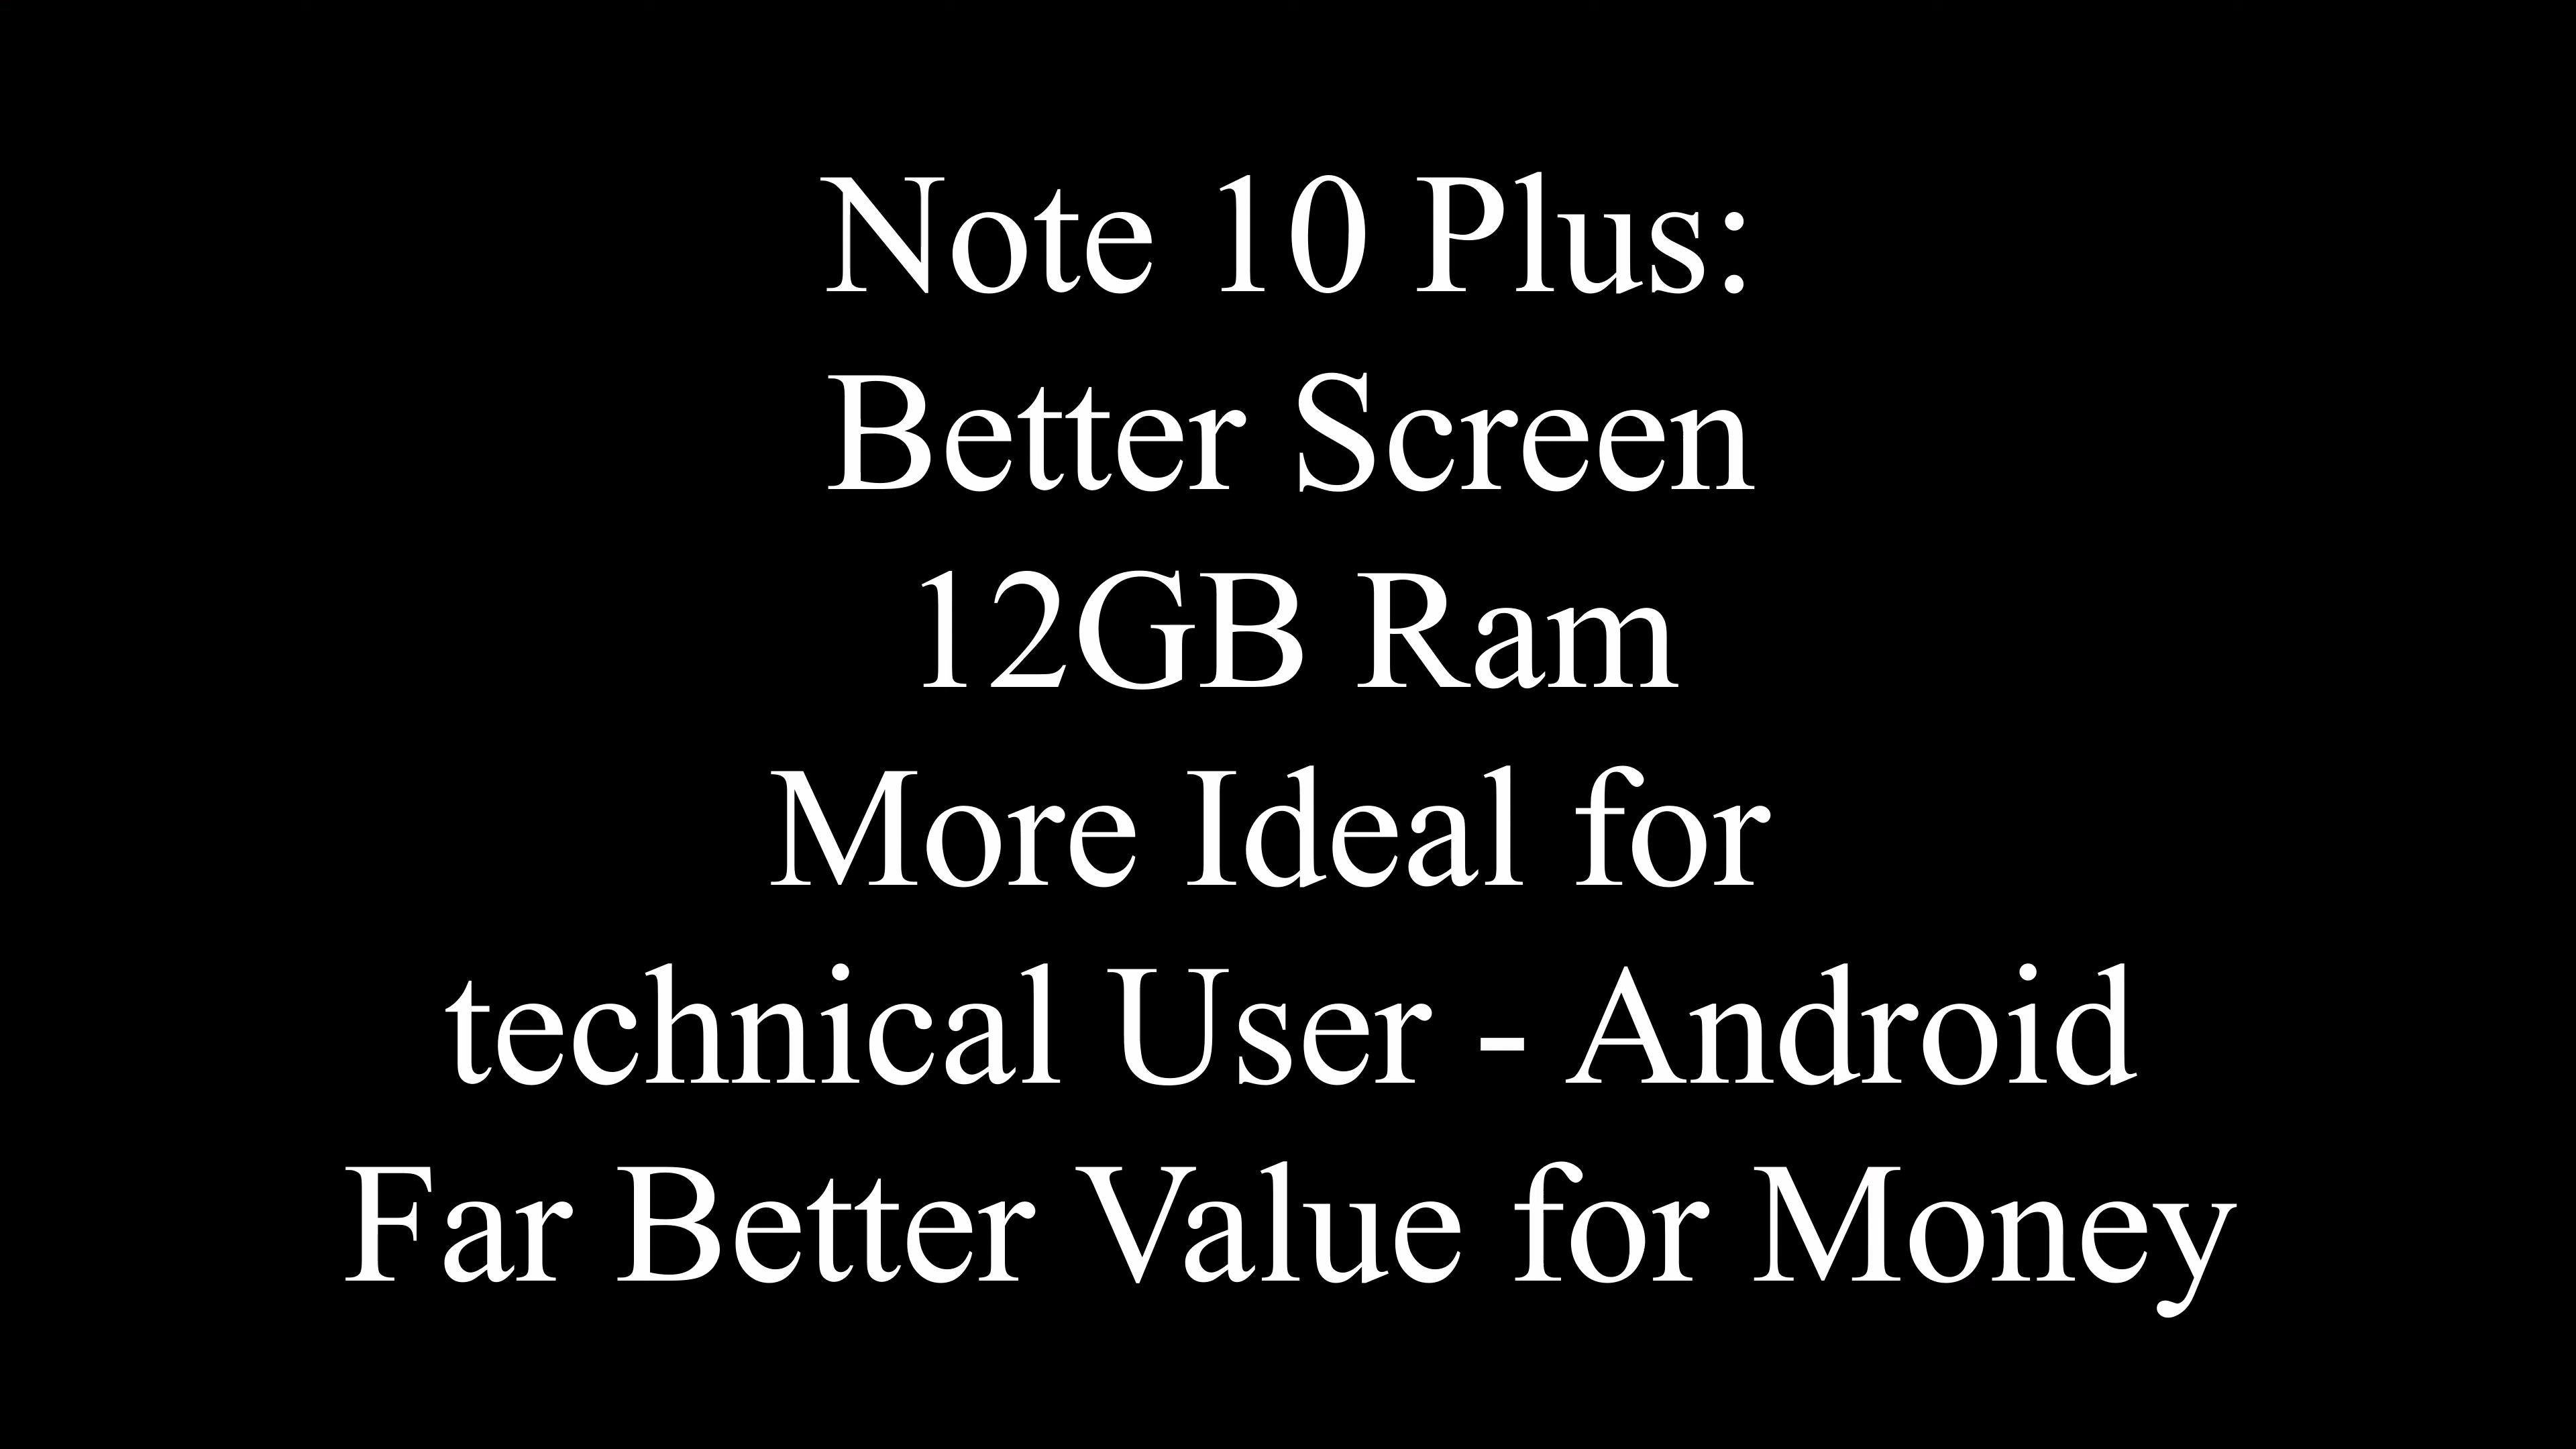 Note 10 Plus:
Better Screen
12GB Ram
More Ideal for
technical User - Android
Far Better Value for Money